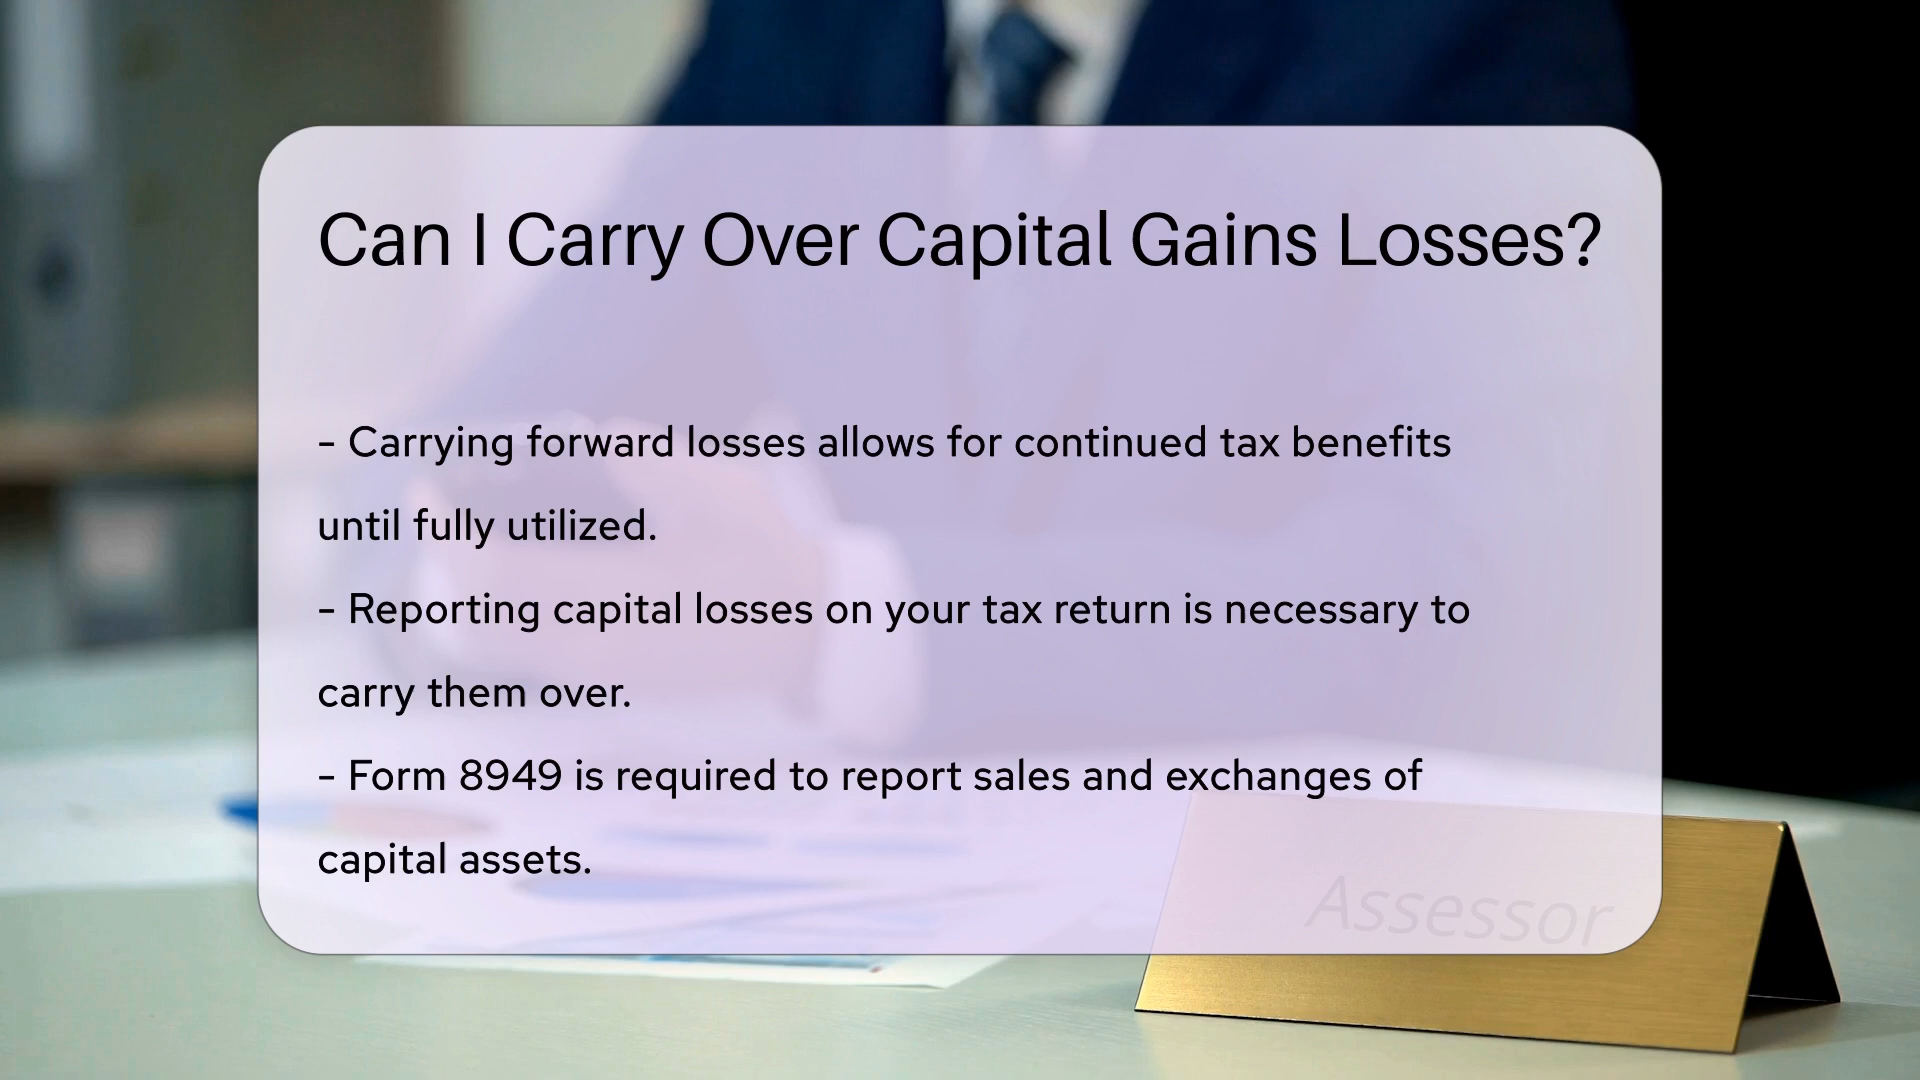 Can I Carry Over Capital Gains Losses?
- Carrying forward losses allows for continued tax benefits
until fully utilized.
- Reporting capital losses on your tax return is necessary to
carry them over.
- Form 8949 is required to report sales and exchanges of
capital assets.
Assessor